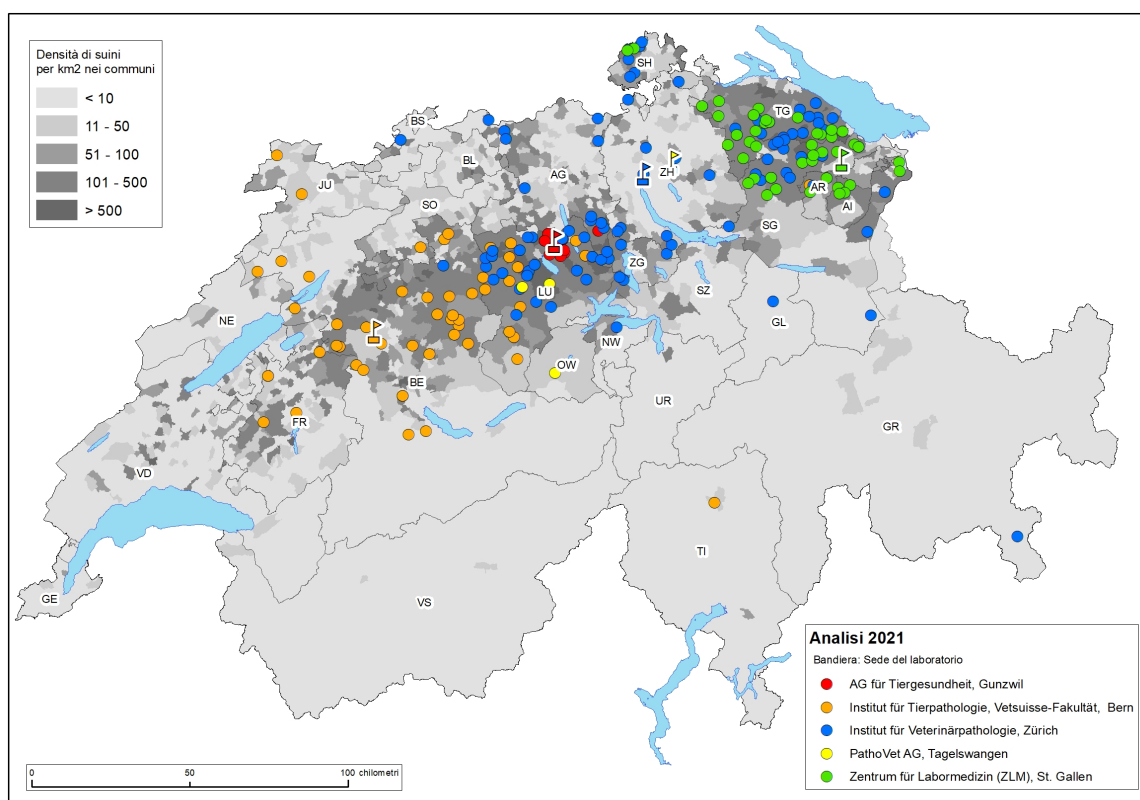 Densità di suini
per km2 nei comuni
< 10
11 - 50
51 - 100
101 - 500
> 500
SH
BS
TG
BL
AG
ZH
JU
SO
AR
AI
SG
ZG
LU
SZ
NE
GL
NW
OW
BE
UR
FR
GR
VD
TI
VS
GE
Analisi 2021
Bandiera: Sede del laboratorio
AG für Tiergesundheit, Gunzwil
Institut für Tierpathologie, Vetsuisse-Fakultät, Bern
Institut für Veterinärpathologie, Zürich
PathoVet AG, Tagelswangen
Zentrum für Labormedizin (ZLM), St. Gallen
0 50 100 chilometri